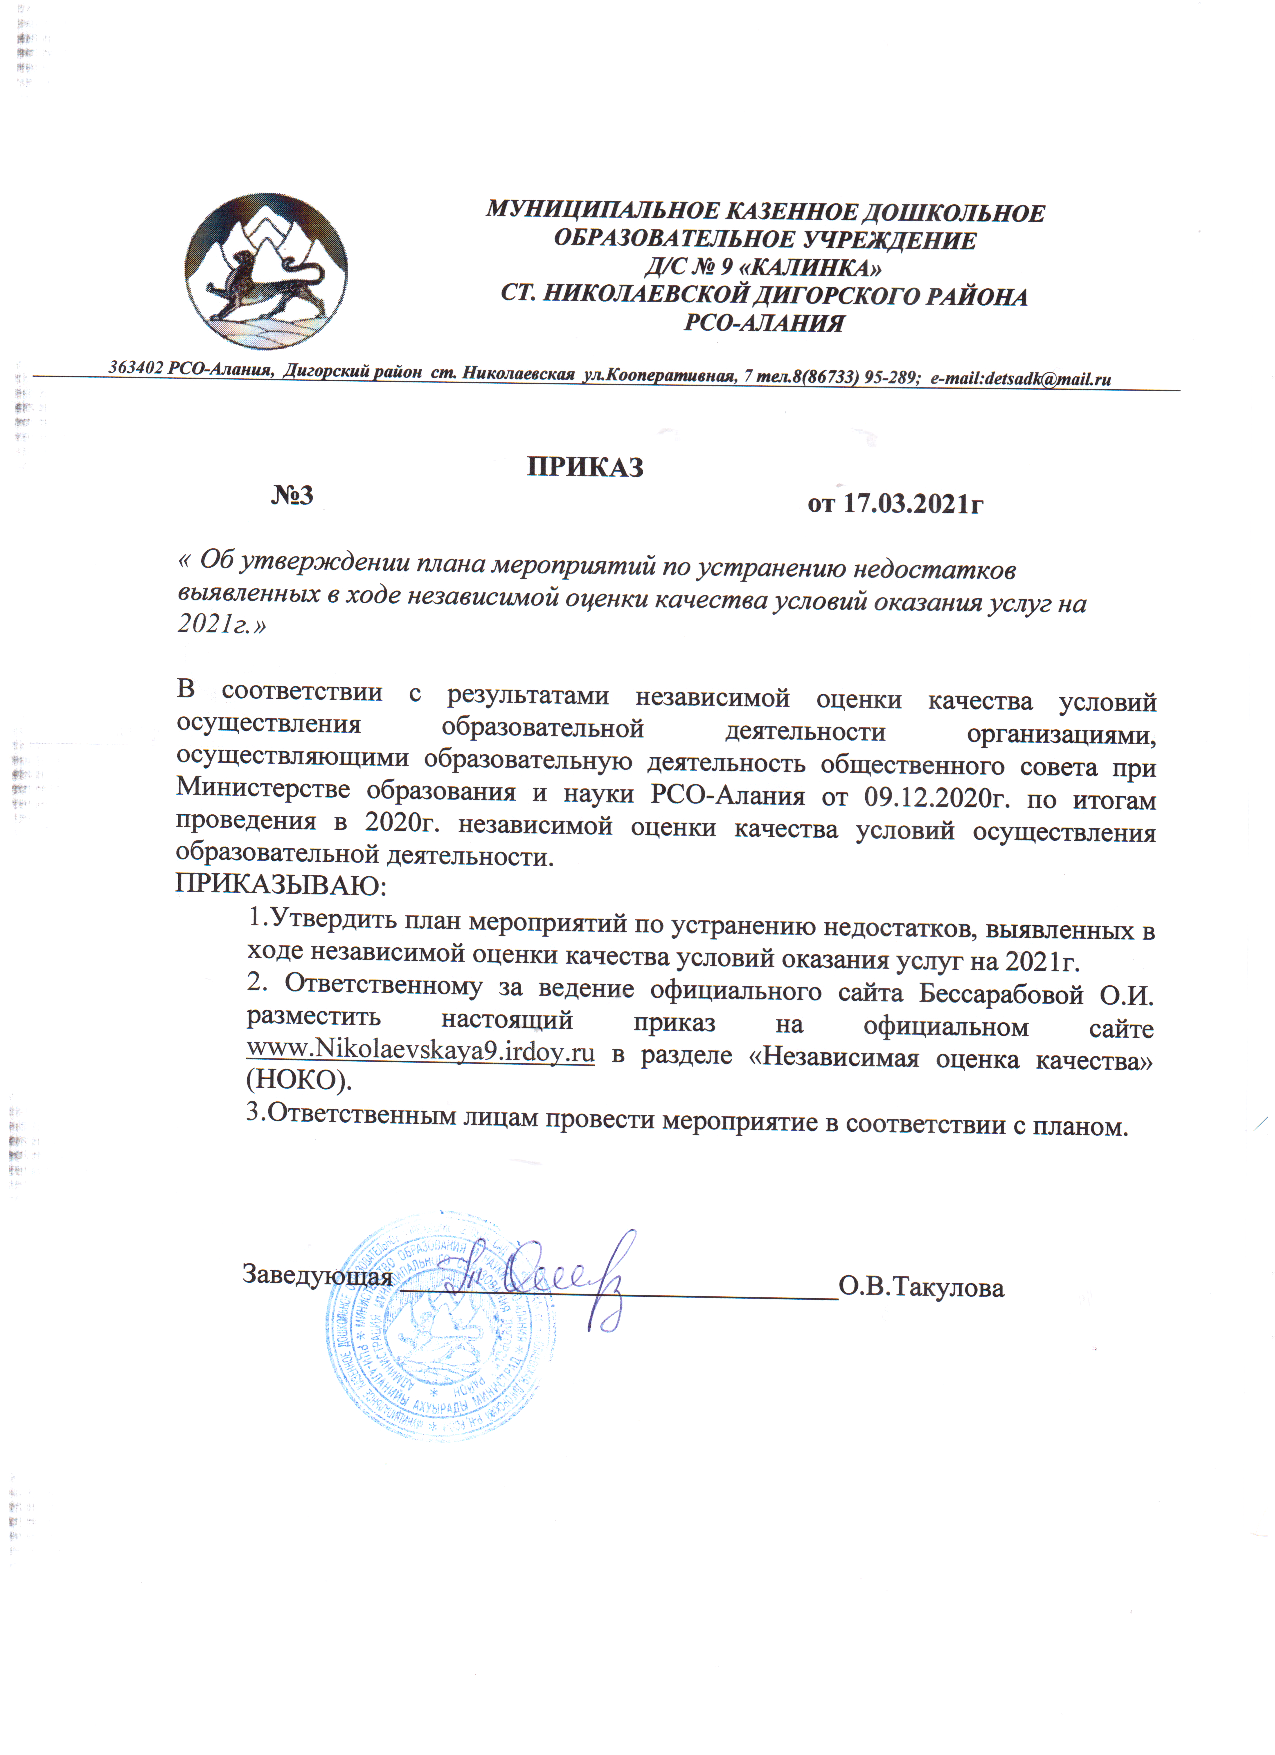 МУНИЦИПАЛЬНОЕ КАЗЕННОЕ ДОШКОЛЬНОЕ
ОБРАЗОВАТЕЛЬНОЕ УЧРЕЖДЕНИЕ
Д/С № 9 «КАЛИНКА»
СТ. НИКОЛАЕВСКОЙ ДИГОРСКОГО РАЙОНА
РСО-АЛАНИЯ
363402 РСО-Алания, Дигорский район ст. Николаевская ул.Кооперативная, 7 тел.8(86733) 95-289; e-mail:detsadk@mail.ru
ПРИКАЗ
№3 от 17.03.2021г
« Об утверждении плана мероприятий по устранению недостатков
выявленных в ходе независимой оценки качества условий оказания услуг на
2021г.»
В соответствии с результатами независимой оценки качества условий
осуществления образовательной деятельности организациями,
осуществляющими образовательную деятельность общественного совета при
Министерстве образования и науки РСО-Алания от 09.12.2020г. по итогам
проведения в 2020г. независимой оценки качества условий осуществления
образовательной деятельности.
ПРИКАЗЫВАЮ:
1.Утвердить план мероприятий по устранению недостатков, выявленных в
ходе независимой оценки качества условий оказания услуг на 2021г.
2. Ответственному за ведение официального сайта Бессарабовой О.И.
разместить настоящий приказ на официальном сайте
www.Nikolaevskaya9.irdoy.ru в разделе «Независимая оценка качества»
(НОКО).
3.Ответственным лицам провести мероприятие в соответствии с планом.
Заведующая О.В.Такулова